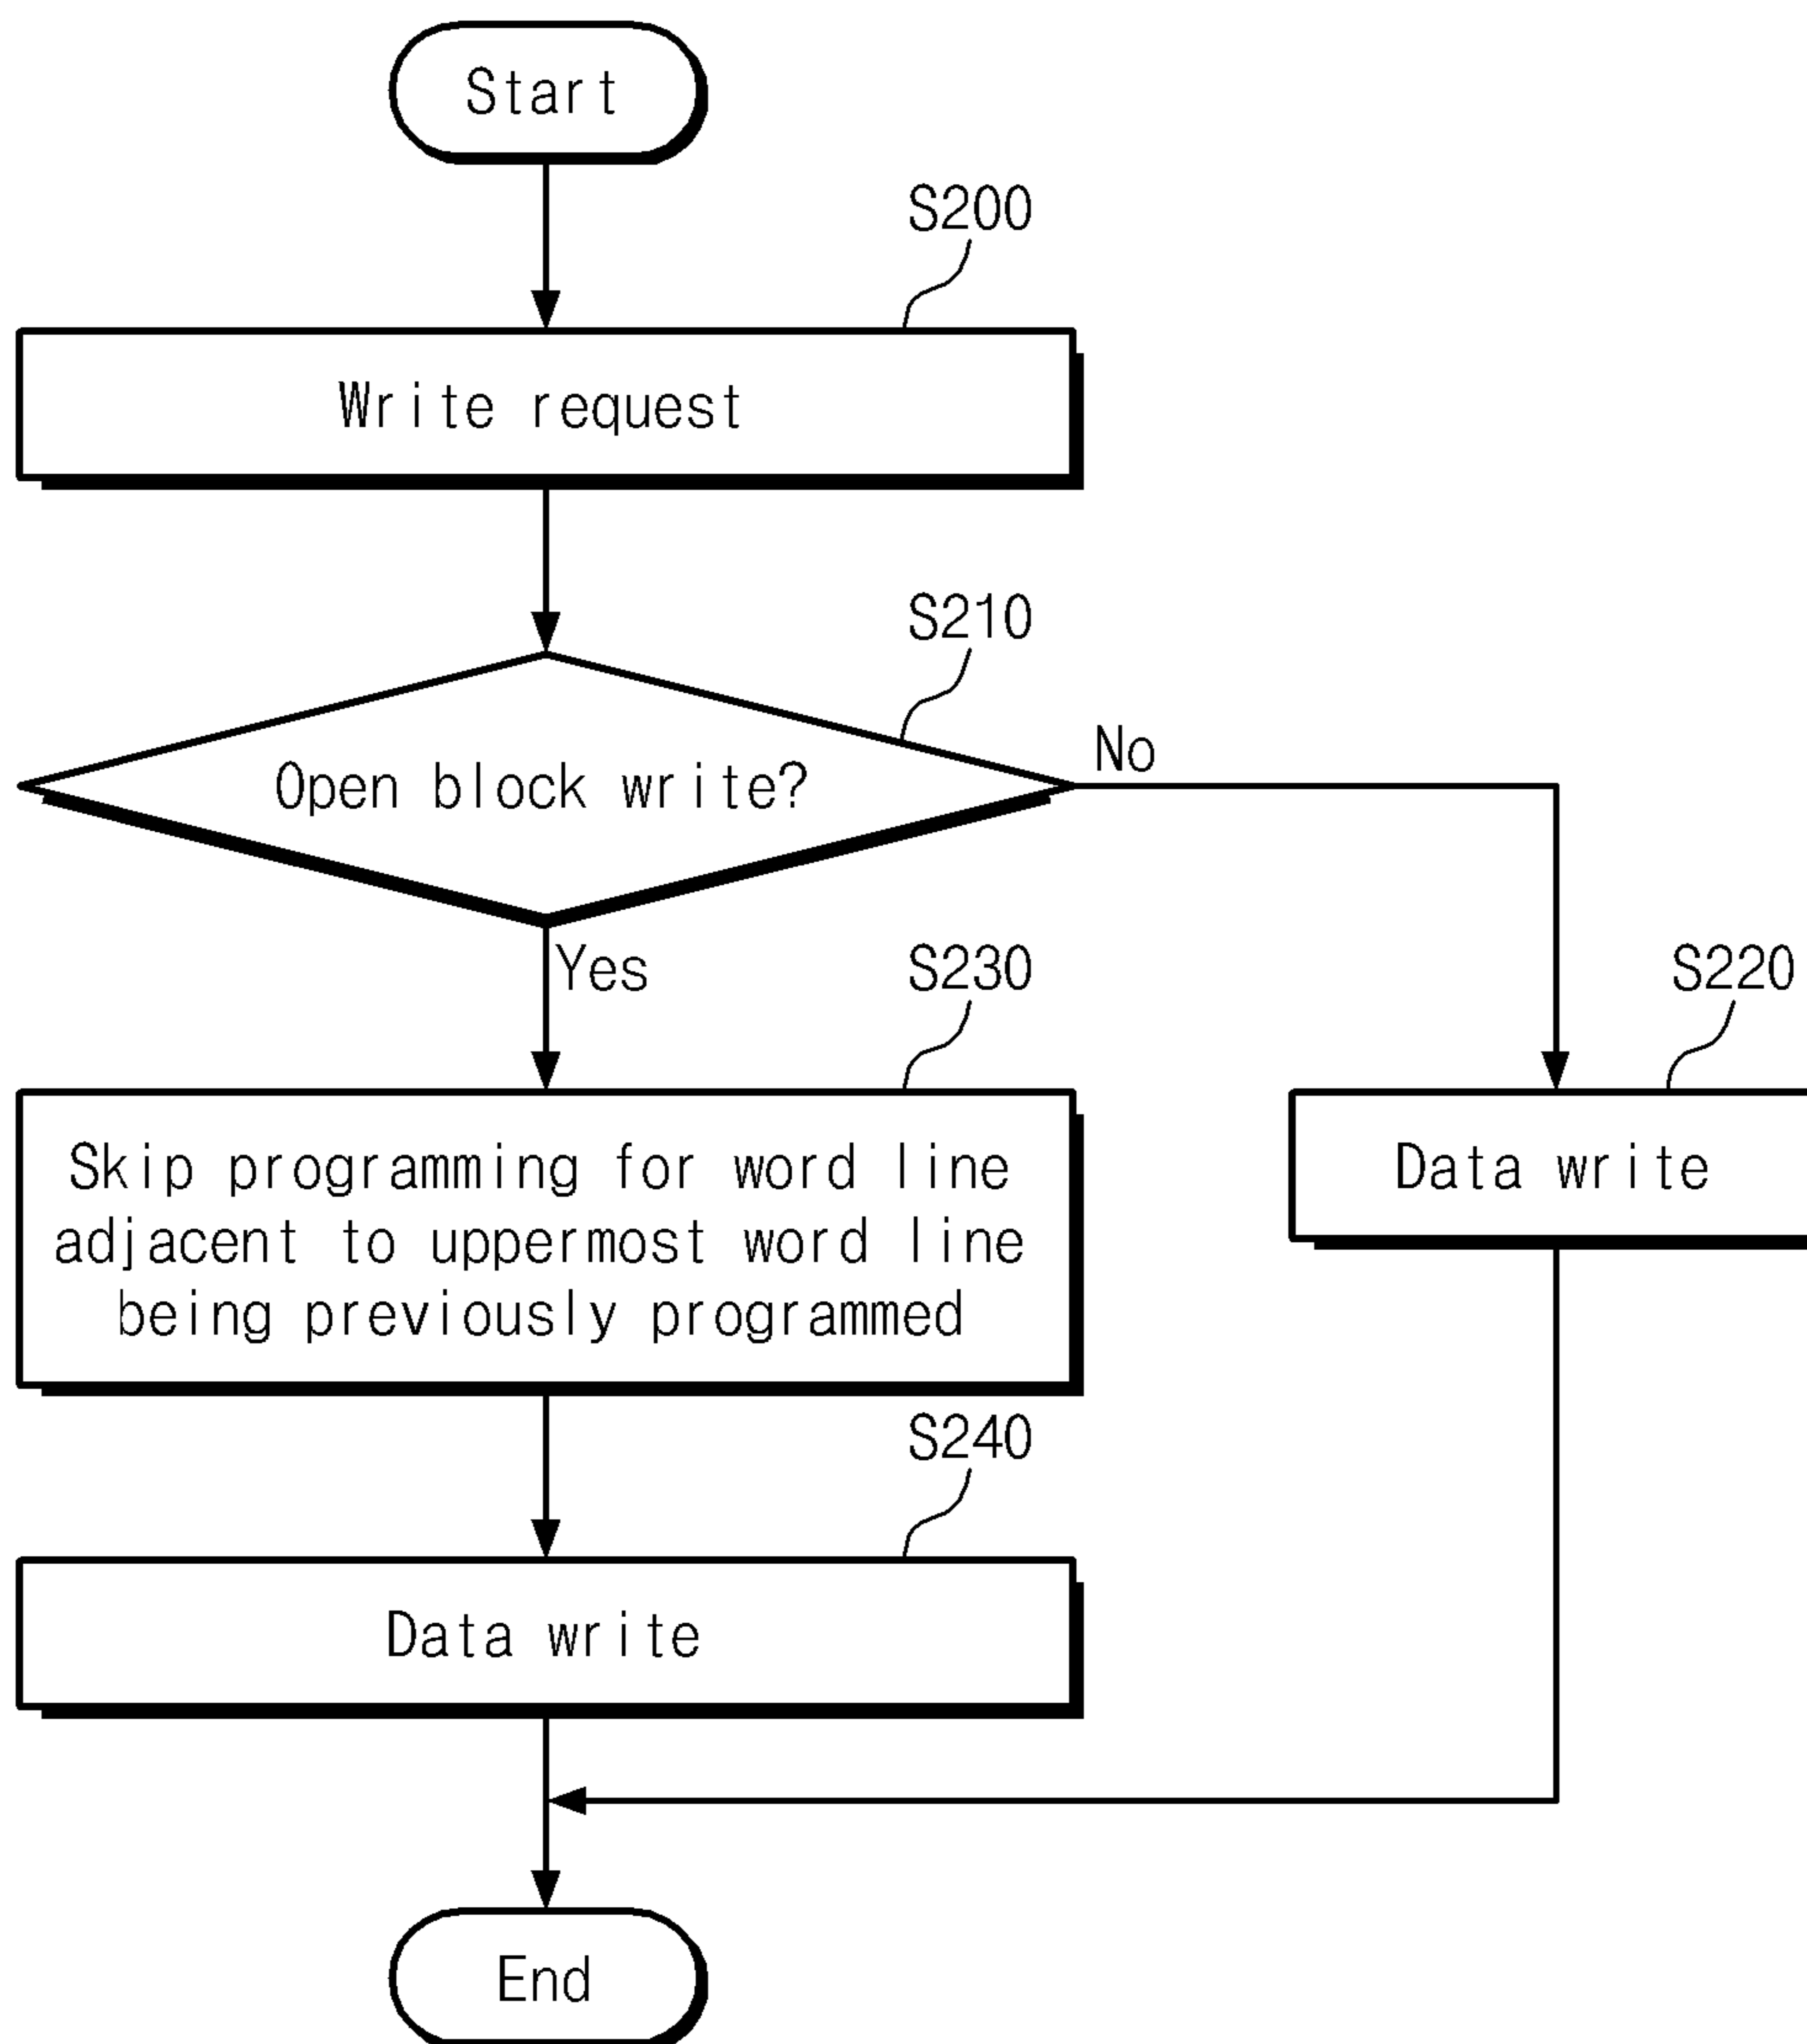 Start
S200
Write request
S210
Open block write?
No
Yes
S230
S220
Skip programming for word line
adjacent to uppermost word line
being previously programmed
Data write
S240
Data write
End